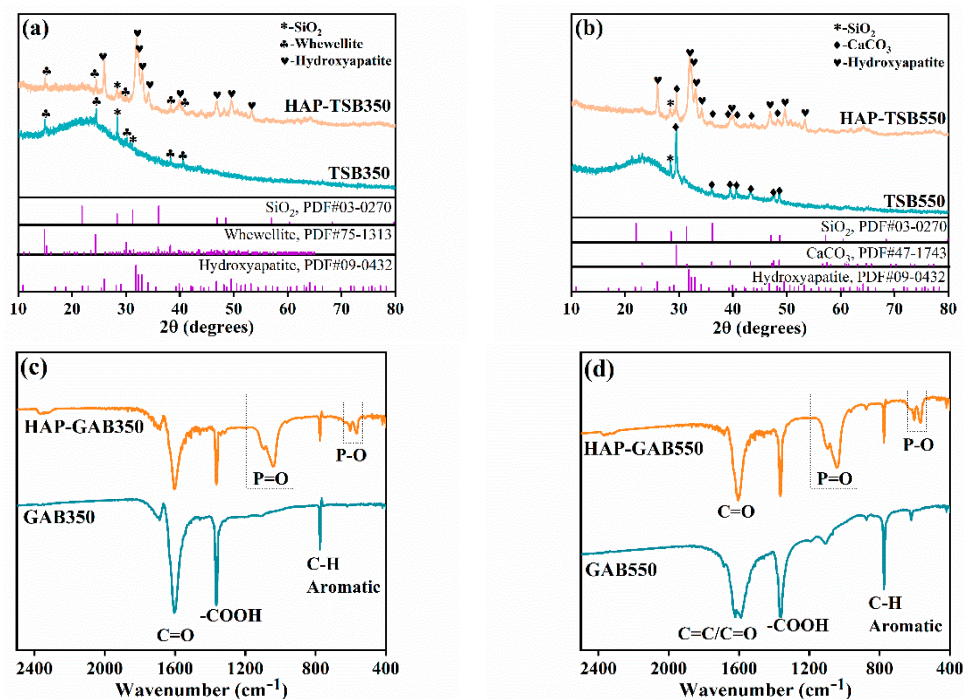 (a)
*-SiO₂
♣-Whewellite
♥-Hydroxyapatite
HAP-TSB350
TSB350
SiO₂, PDF#03-0270
Whewellite, PDF#75-1313
Hydroxyapatite, PDF#09-0432
10 20 30 40 50 60 70 80
2θ (degrees)
(b)
*-SiO₂
♦-CaCO₃
♥-Hydroxyapatite
HAP-TSB550
TSB550
SiO₂, PDF#03-0270
CaCO₃, PDF#47-1743
Hydroxyapatite, PDF#09-0432
10 20 30 40 50 60 70 80
2θ (degrees)
(c)
HAP-GAB350
P=O
P-O
GAB350
C-H
Aromatic
-COOH
C=O
2400 2000 1600 1200 800 400
Wavenumber (cm⁻¹)
(d)
HAP-GAB550
P=O
P-O
C=O
GAB550
C-H
Aromatic
-COOH
C=C/C=O
2400 2000 1600 1200 800 400
Wavenumber (cm⁻¹)